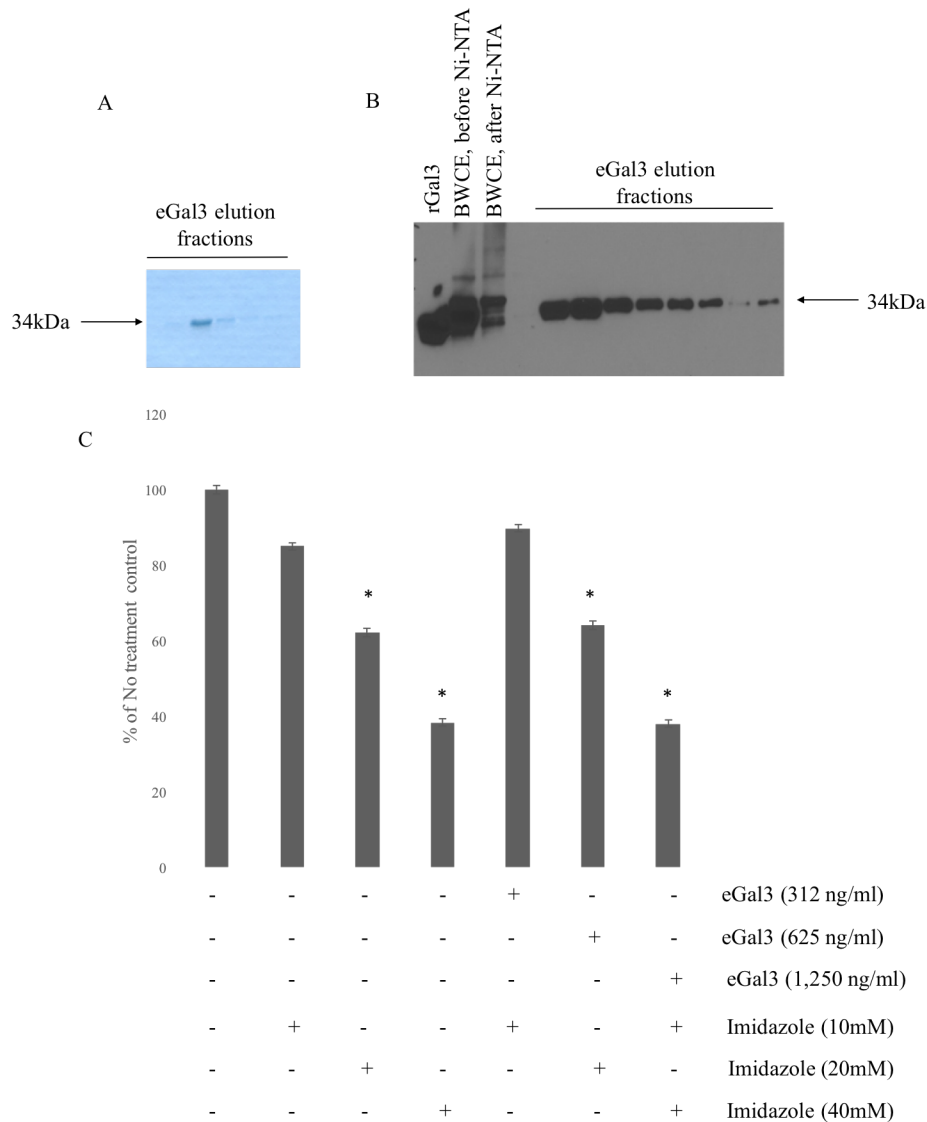 A
B
rGal3
BWCE, before Ni-NTA
BWCE, after Ni-NTA
eGal3 elution
fractions
eGal3 elution
fractions
34kDa
34kDa
C
% of No treatment control
120
100
80
60
40
20
0
*
*
*
*
- - - - + - - eGal3 (312 ng/ml)
- - - - - + - eGal3 (625 ng/ml)
- - - - - - + eGal3 (1,250 ng/ml)
- + - - + - + Imidazole (10mM)
- - + - - + - Imidazole (20mM)
- - - + - - + Imidazole (40mM)